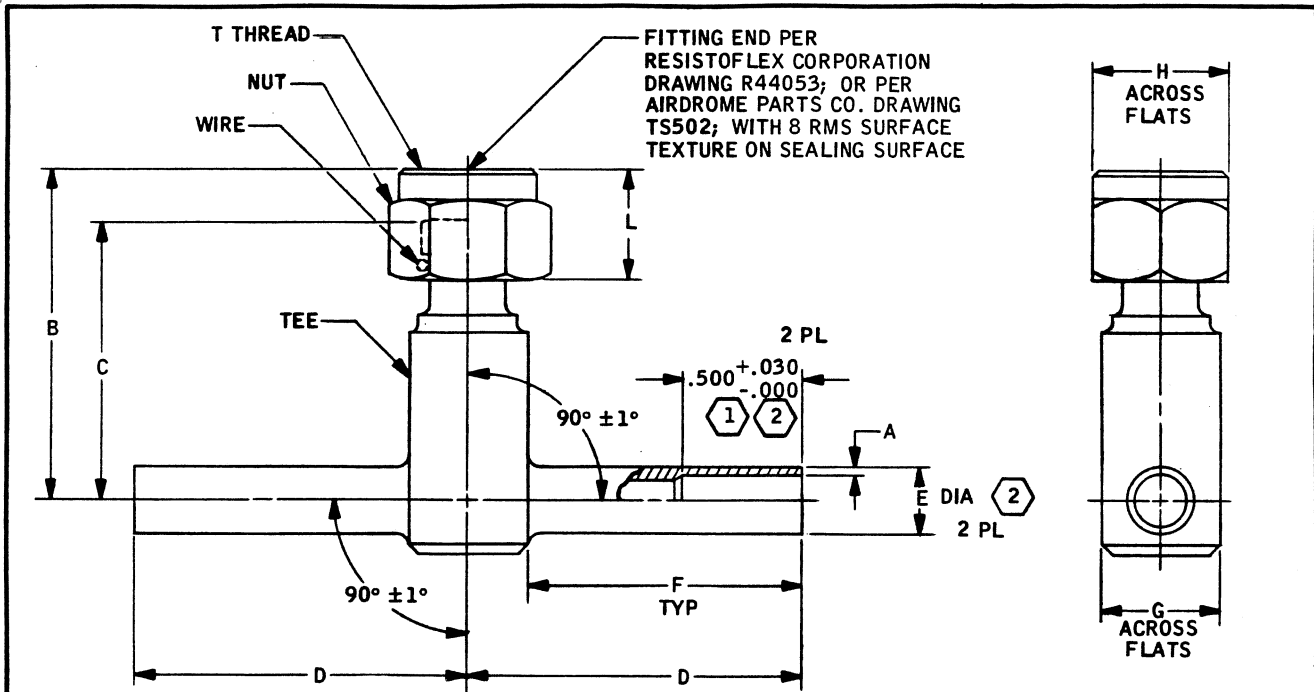 T THREAD
NUT
WIRE
FITTING END PER
RESISTOFLEX CORPORATION
DRAWING R44053; OR PER
AIRDROME PARTS CO. DRAWING
TS502; WITH 8 RMS SURFACE
TEXTURE ON SEALING SURFACE
H
ACROSS
FLATS
L
B
C
TEE
2 PL
.500 +.030
-.000
1 2
90° ±1°
A
E DIA 2
2 PL
90° ±1°
F
TYP
G
ACROSS
FLATS
D
D